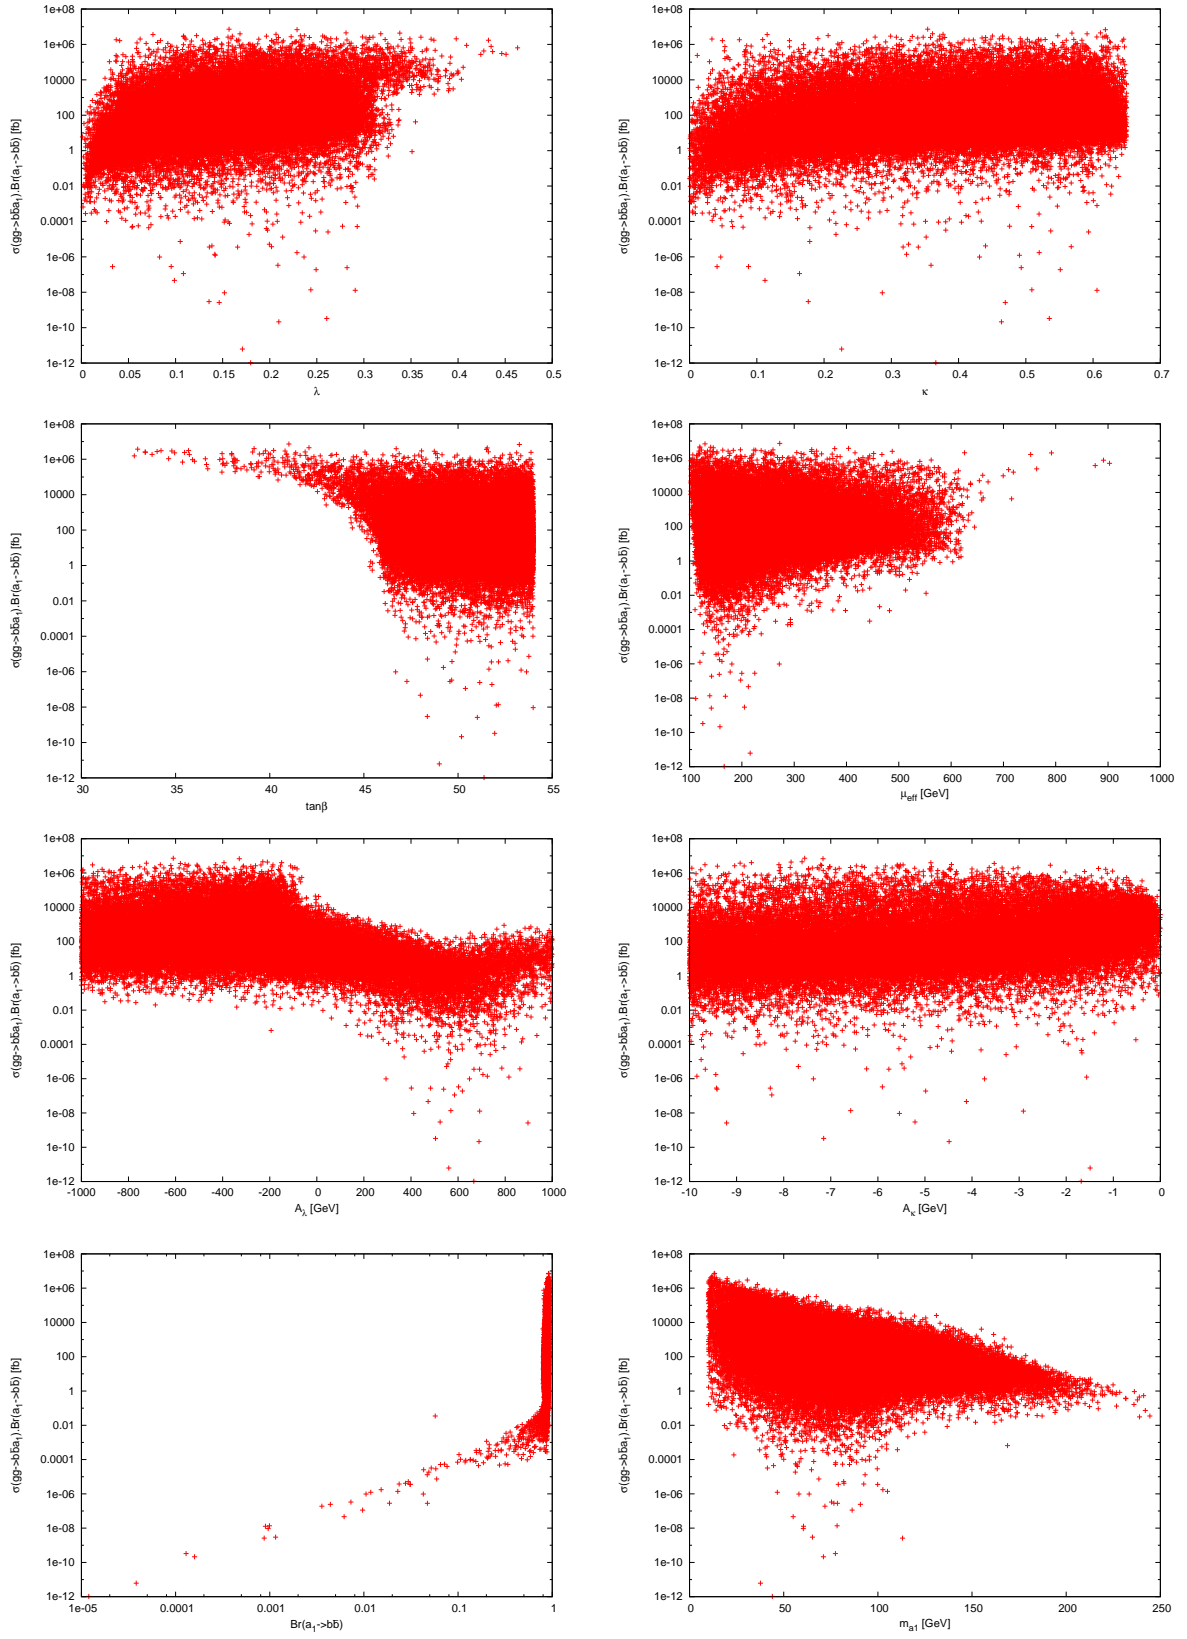 1e+08
1e+06
10000
100
1
0.01
0.0001
1e-06
1e-08
1e-10
1e-12
σ(gg->bb̄a₁).Br(a₁->bb̄) [fb]
0 0.05 0.1 0.15 0.2 0.25 0.3 0.35 0.4 0.45 0.5
λ
1e+08
1e+06
10000
100
1
0.01
0.0001
1e-06
1e-08
1e-10
1e-12
σ(gg->bb̄a₁).Br(a₁->bb̄) [fb]
0 0.1 0.2 0.3 0.4 0.5 0.6 0.7
κ
1e+08
1e+06
10000
100
1
0.01
0.0001
1e-06
1e-08
1e-10
1e-12
σ(gg->bb̄a₁).Br(a₁->bb̄) [fb]
30 35 40 45 50 55
tanβ
1e+08
1e+06
10000
100
1
0.01
0.0001
1e-06
1e-08
1e-10
1e-12
σ(gg->bb̄a₁).Br(a₁->bb̄) [fb]
100 200 300 400 500 600 700 800 900 1000
μeff [GeV]
1e+08
1e+06
10000
100
1
0.01
0.0001
1e-06
1e-08
1e-10
1e-12
σ(gg->bb̄a₁).Br(a₁->bb̄) [fb]
-1000 -800 -600 -400 -200 0 200 400 600 800 1000
Aλ [GeV]
1e+08
1e+06
10000
100
1
0.01
0.0001
1e-06
1e-08
1e-10
1e-12
σ(gg->bb̄a₁).Br(a₁->bb̄) [fb]
-10 -9 -8 -7 -6 -5 -4 -3 -2 -1 0
Aκ [GeV]
1e+08
1e+06
10000
100
1
0.01
0.0001
1e-06
1e-08
1e-10
1e-12
σ(gg->bb̄a₁).Br(a₁->bb̄) [fb]
1e-05 0.0001 0.001 0.01 0.1 1
Br(a₁->bb̄)
1e+08
1e+06
10000
100
1
0.01
0.0001
1e-06
1e-08
1e-10
1e-12
σ(gg->bb̄a₁).Br(a₁->bb̄) [fb]
0 50 100 150 200 250
ma1 [GeV]